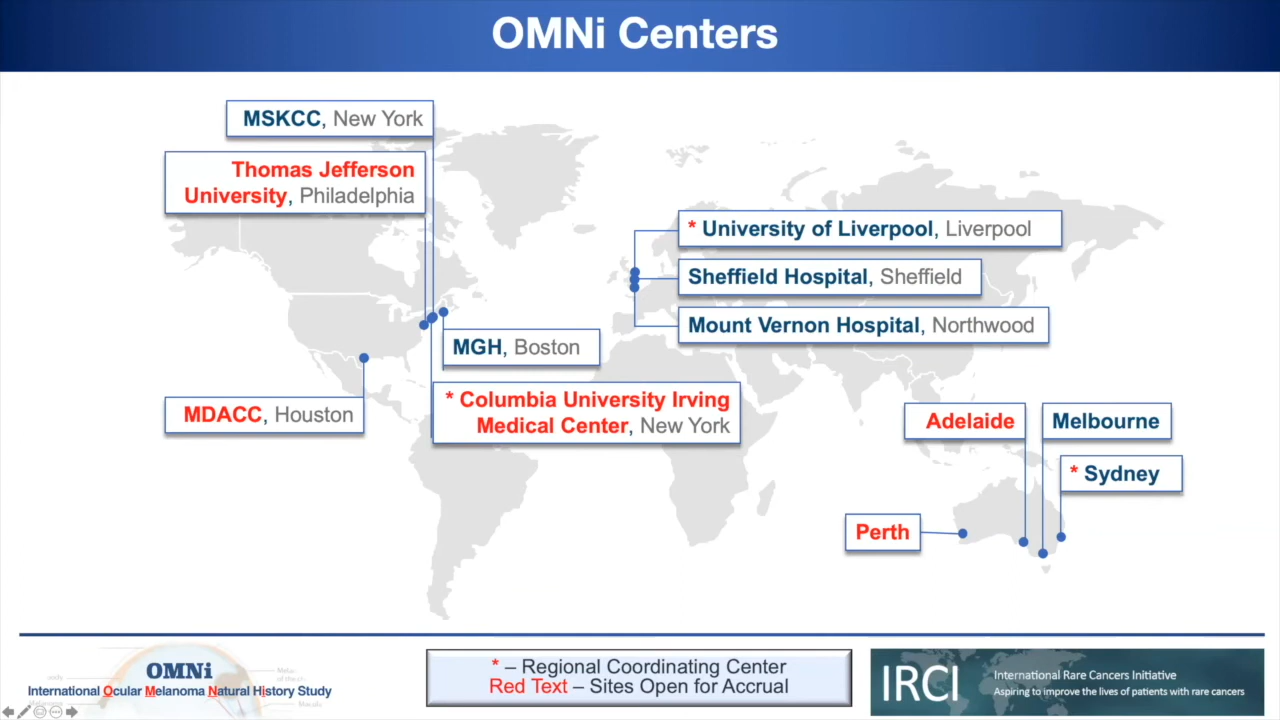 OMNi Centers
MSKCC, New York
Thomas Jefferson
University, Philadelphia
* University of Liverpool, Liverpool
Sheffield Hospital, Sheffield
Mount Vernon Hospital, Northwood
MGH, Boston
* Columbia University Irving
Medical Center, New York
MDACC, Houston
Adelaide
Melbourne
* Sydney
Perth
OMNi
International Ocular Melanoma Natural History Study
* – Regional Coordinating Center
Red Text – Sites Open for Accrual
IRCI
International Rare Cancers Initiative
Aspiring to improve the lives of patients with rare cancers